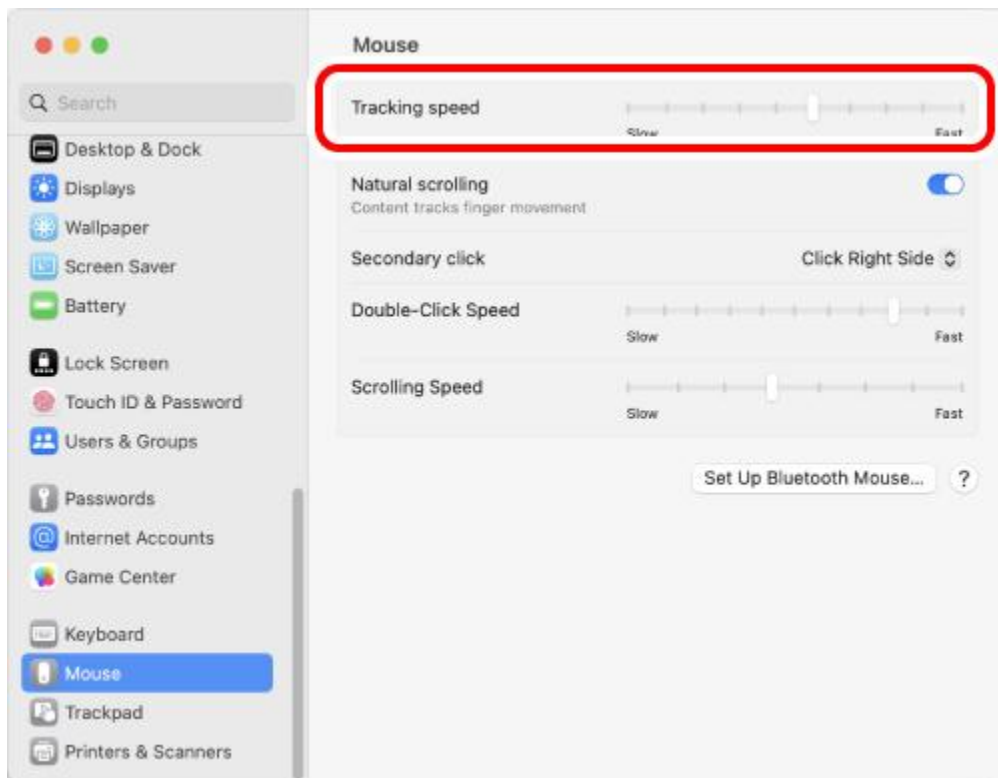 Mouse
Search
Tracking speed
Slow Fast
Desktop & Dock
Displays
Wallpaper
Screen Saver
Battery
Lock Screen
Touch ID & Password
Users & Groups
Passwords
Internet Accounts
Game Center
Keyboard
Mouse
Trackpad
Printers & Scanners
Natural scrolling
Content tracks finger movement
Secondary click Click Right Side
Double-Click Speed
Slow Fast
Scrolling Speed
Slow Fast
Set Up Bluetooth Mouse... ?